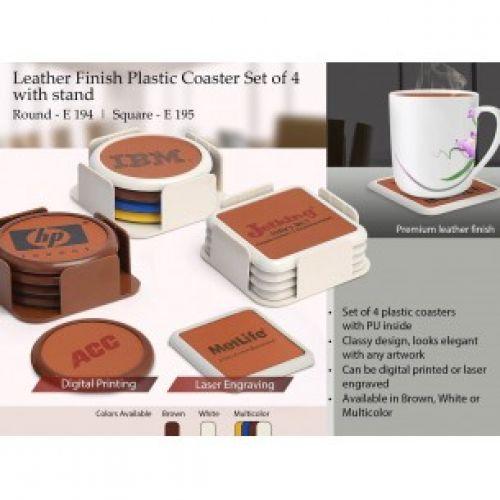 Leather Finish Plastic Coaster Set of 4
with stand
Round - E 194 | Square - E 195
IBM
hp
invent
Jetking
ACC
MetLife
Premium leather finish
Digital Printing
Laser Engraving
Colors Available
Brown
White
Multicolor
• Set of 4 plastic coasters
with PU inside
• Classy design, looks elegant
with any artwork
• Can be digital printed or laser
engraved
• Available in Brown, White or
Multicolor